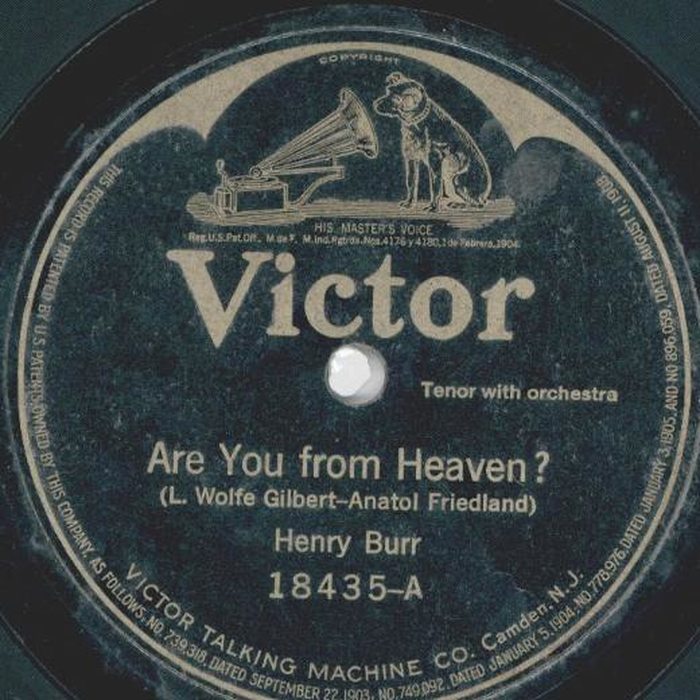 COPYRIGHT
HIS MASTER'S VOICE
Reg.U.S.Pat.Off., M.de F. M.Ind.Rgtrda.Nos.4176 y 4180,1 de Febrero,1904.
Victor
Tenor with orchestra
Are You from Heaven?
(L. Wolfe Gilbert–Anatol Friedland)
Henry Burr
18435–A
VICTOR TALKING MACHINE CO. Camden, N.J.
THIS RECORD IS PATENTED BY U.S. PATENTS, OWNED BY THIS COMPANY, AS FOLLOWS, NO. 739,318, DATED SEPTEMBER 22, 1903, NO. 749,092, DATED JANUARY 5, 1904, NO. 778,976, DATED JANUARY 3, 1905, AND NO 896,059, DATED AUGUST 11, 1908